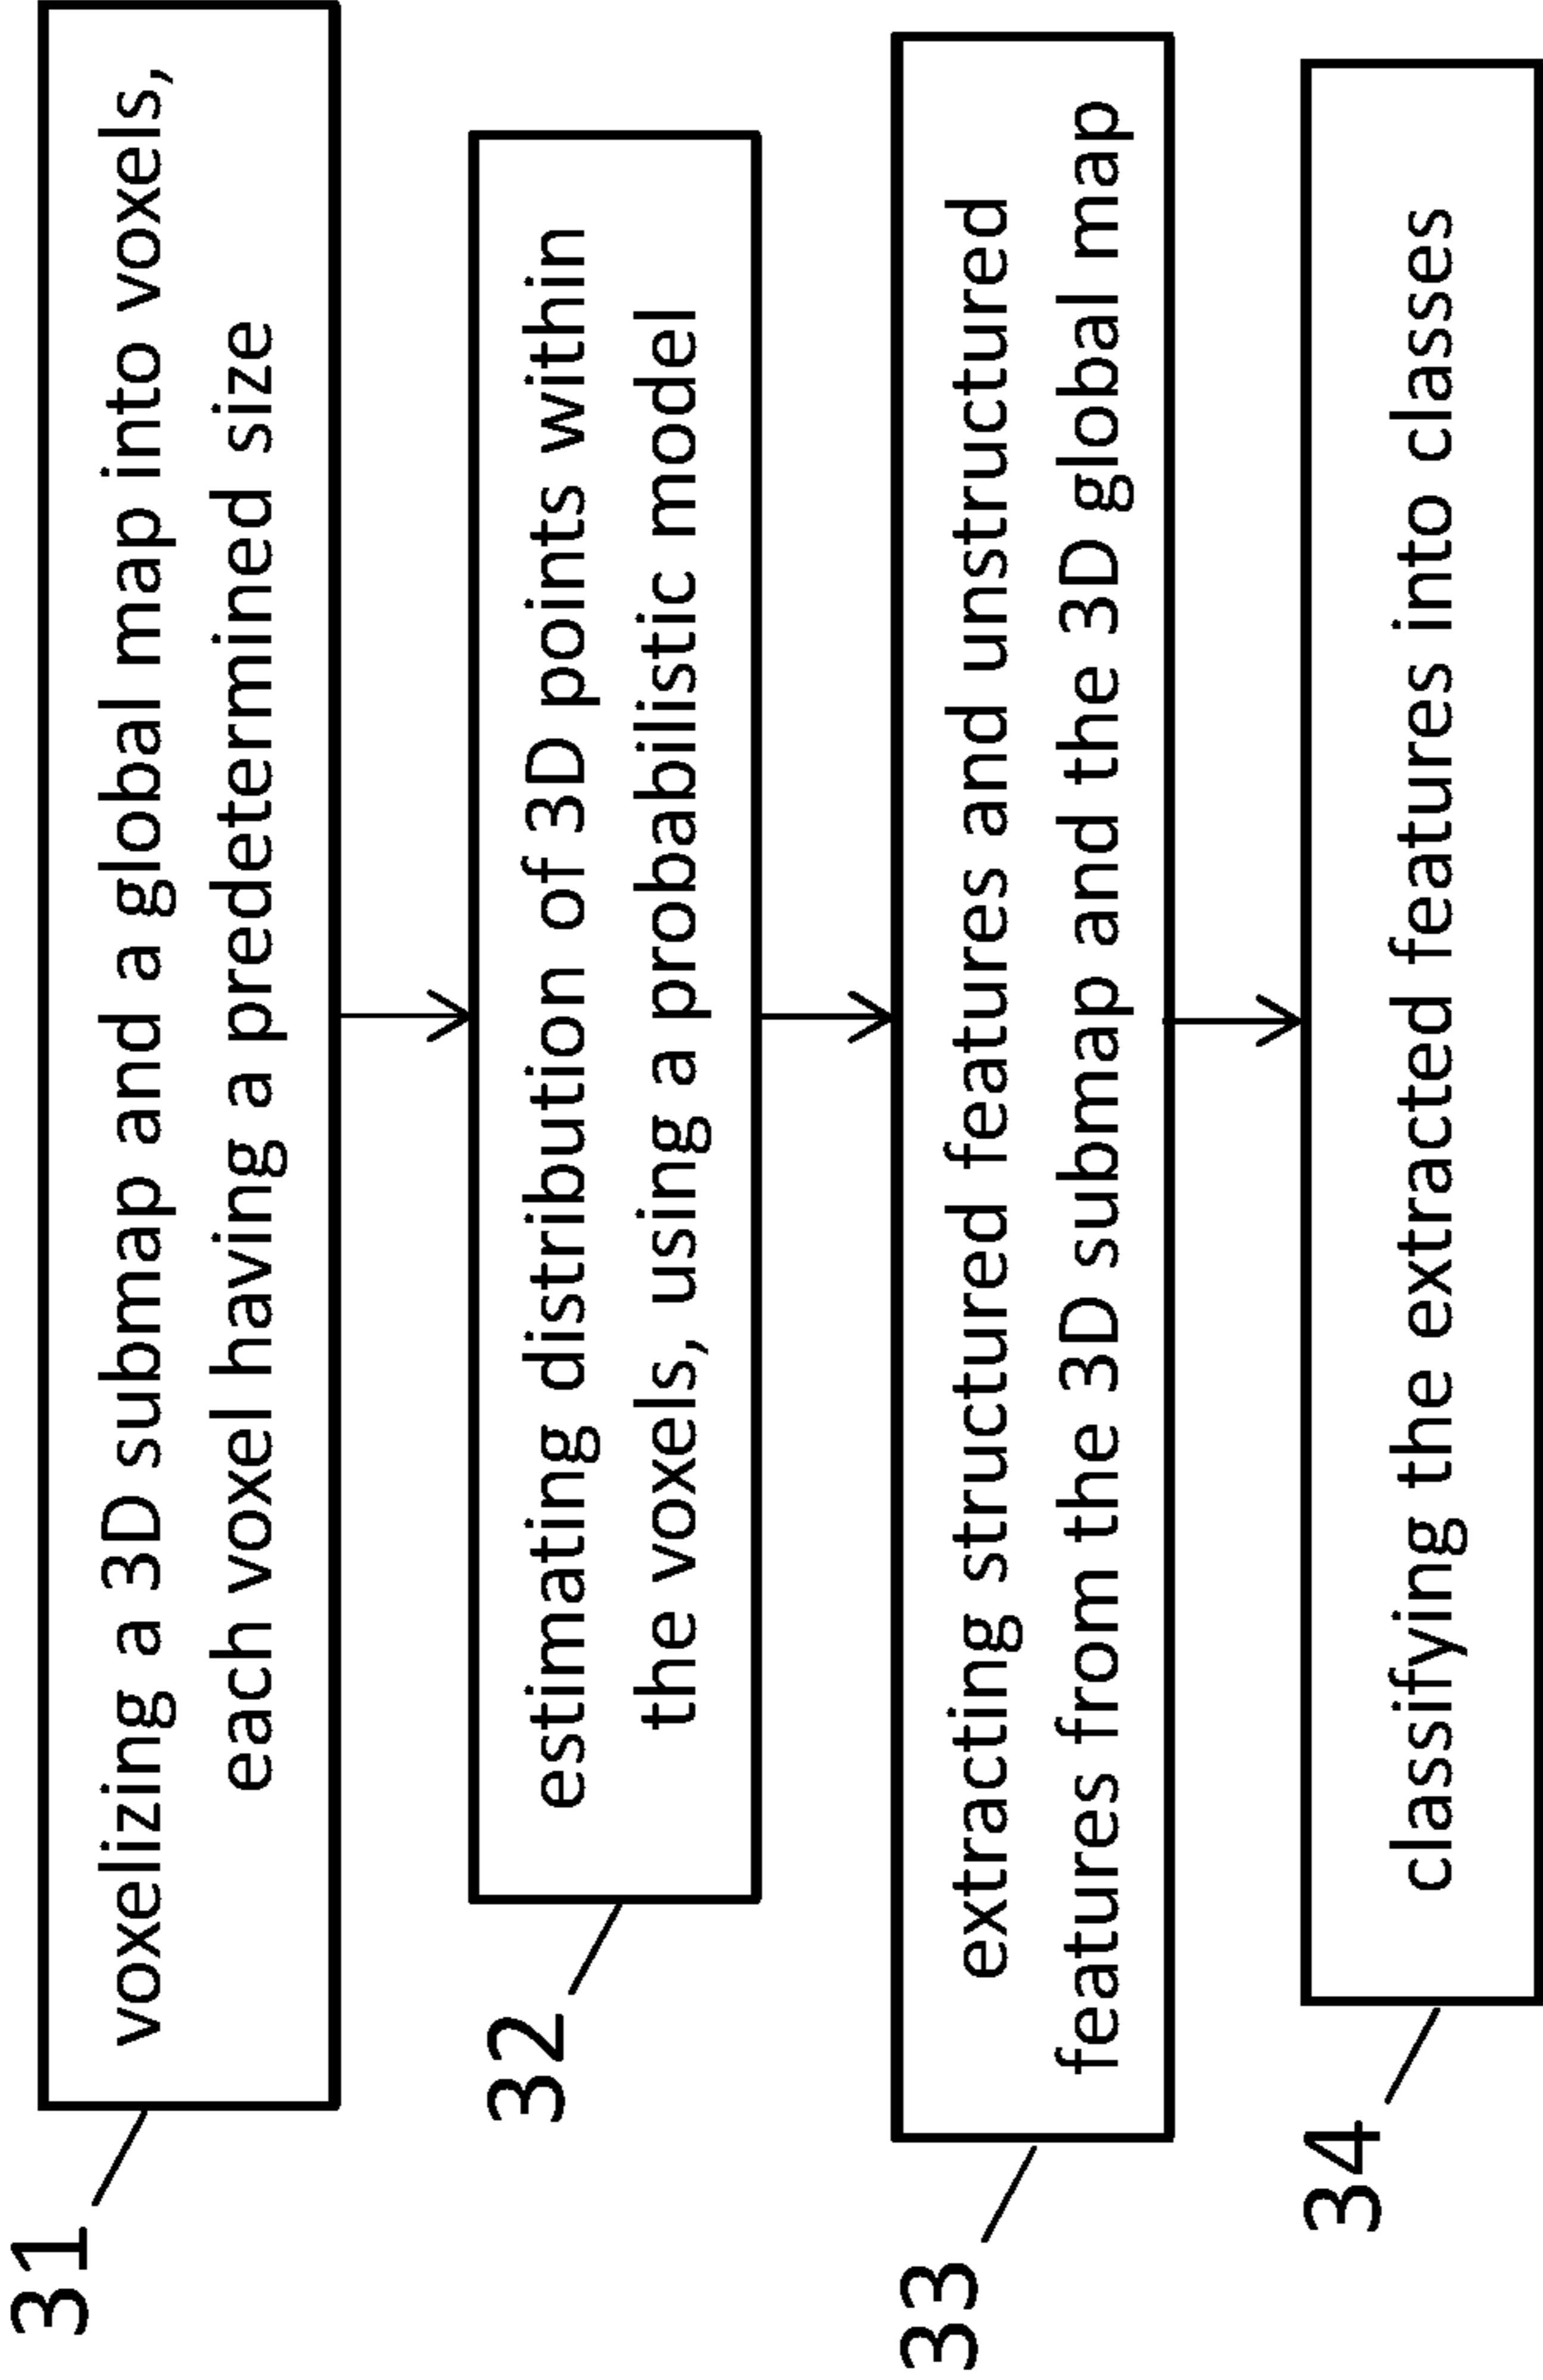 31
voxelizing a 3D submap and a global map into voxels,
each voxel having a predetermined size
32
estimating distribution of 3D points within
the voxels, using a probabilistic model
33
extracting structured features and unstructured
features from the 3D submap and the 3D global map
34
classifying the extracted features into classes